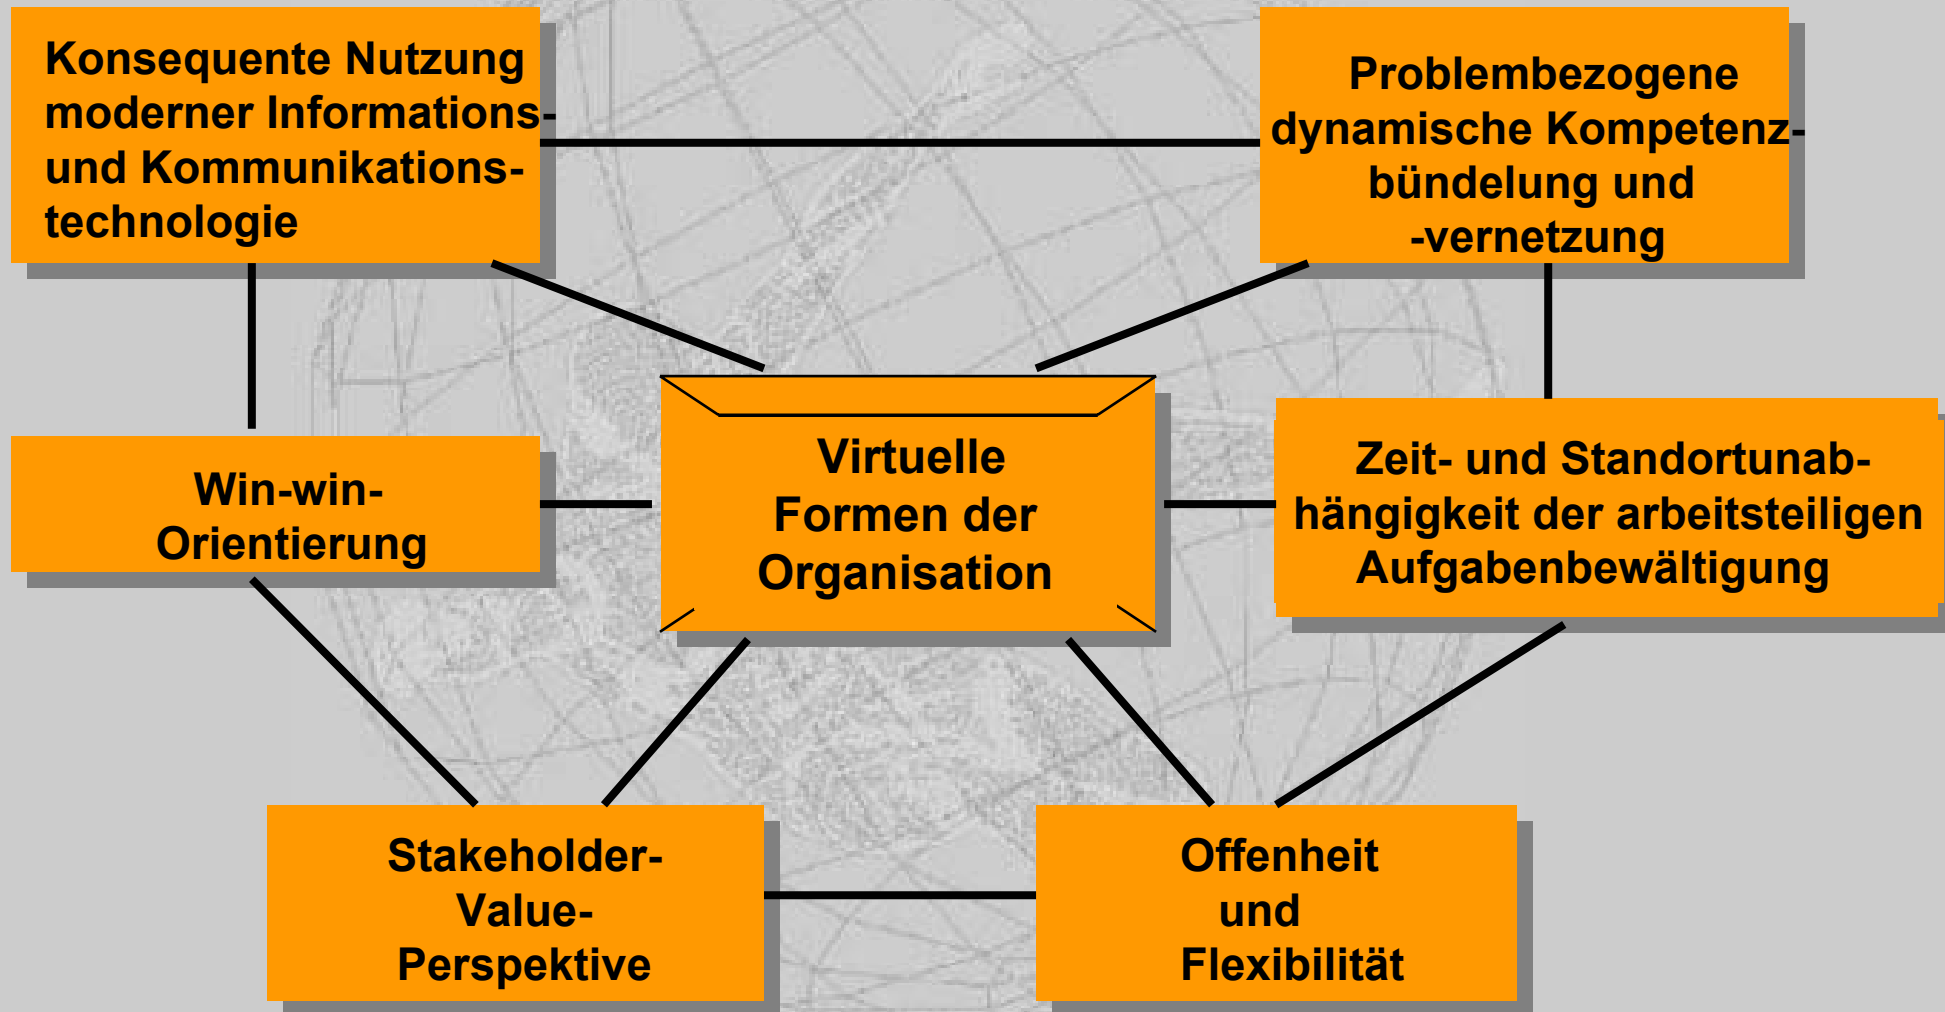 Konsequente Nutzung
moderner Informations-
und Kommunikations-
technologie
Problembezogene
dynamische Kompetenz-
bündelung und
-vernetzung
Win-win-
Orientierung
Virtuelle
Formen der
Organisation
Zeit- und Standortunab-
hängigkeit der arbeitsteiligen
Aufgabenbewältigung
Stakeholder-
Value-
Perspektive
Offenheit
und
Flexibilität